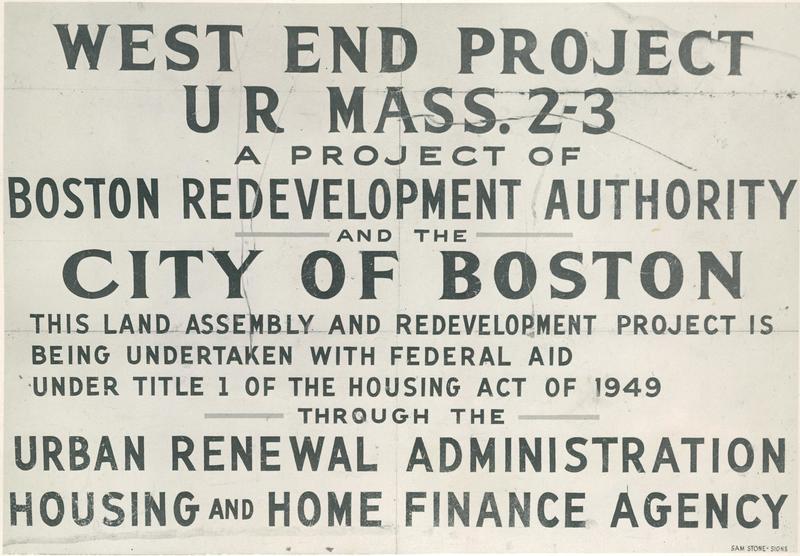 WEST END PROJECT
UR MASS. 2-3
A PROJECT OF
BOSTON REDEVELOPMENT AUTHORITY
AND THE
CITY OF BOSTON
THIS LAND ASSEMBLY AND REDEVELOPMENT PROJECT IS
BEING UNDERTAKEN WITH FEDERAL AID
UNDER TITLE 1 OF THE HOUSING ACT OF 1949
THROUGH THE
URBAN RENEWAL ADMINISTRATION
HOUSING AND HOME FINANCE AGENCY
SAM STONE - SIGNS